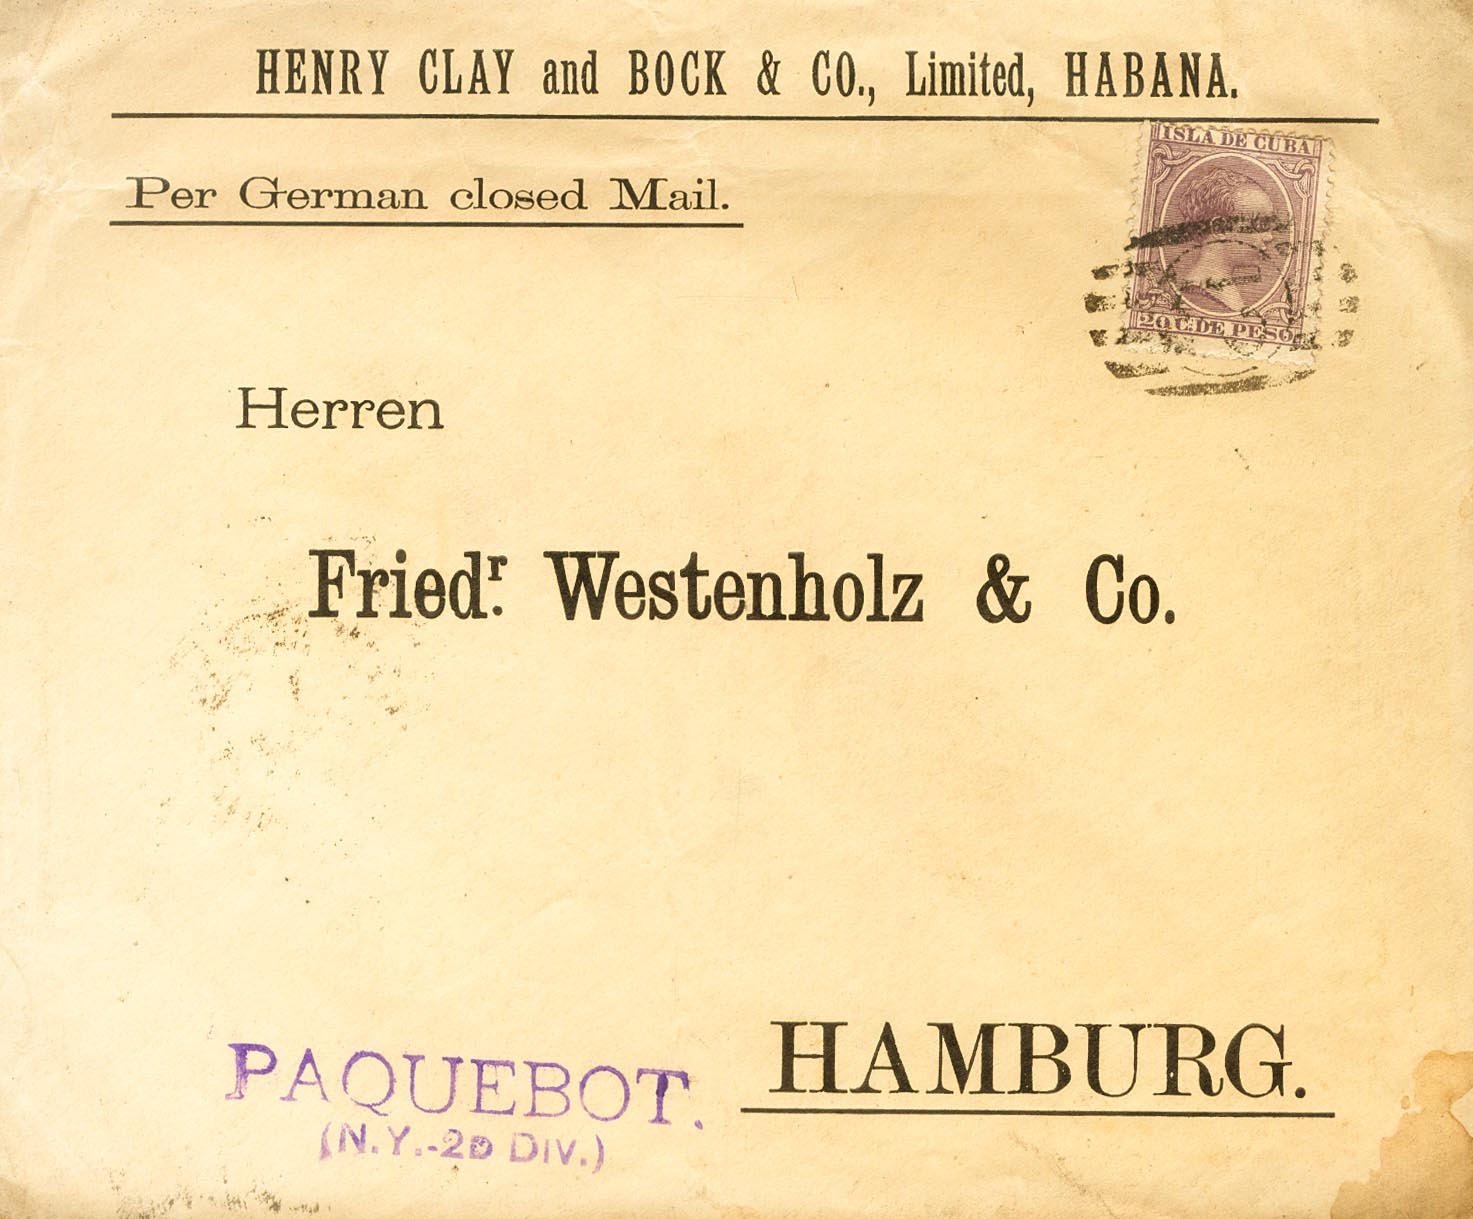 HENRY CLAY and BOCK & CO., Limited, HABANA.
ISLA DE CUBA
Per German closed Mail.
20 C. DE PESO
Herren
Friedr. Westenholz & Co.
HAMBURG.
PAQUEBOT.
(N.Y.-2D DIV.)